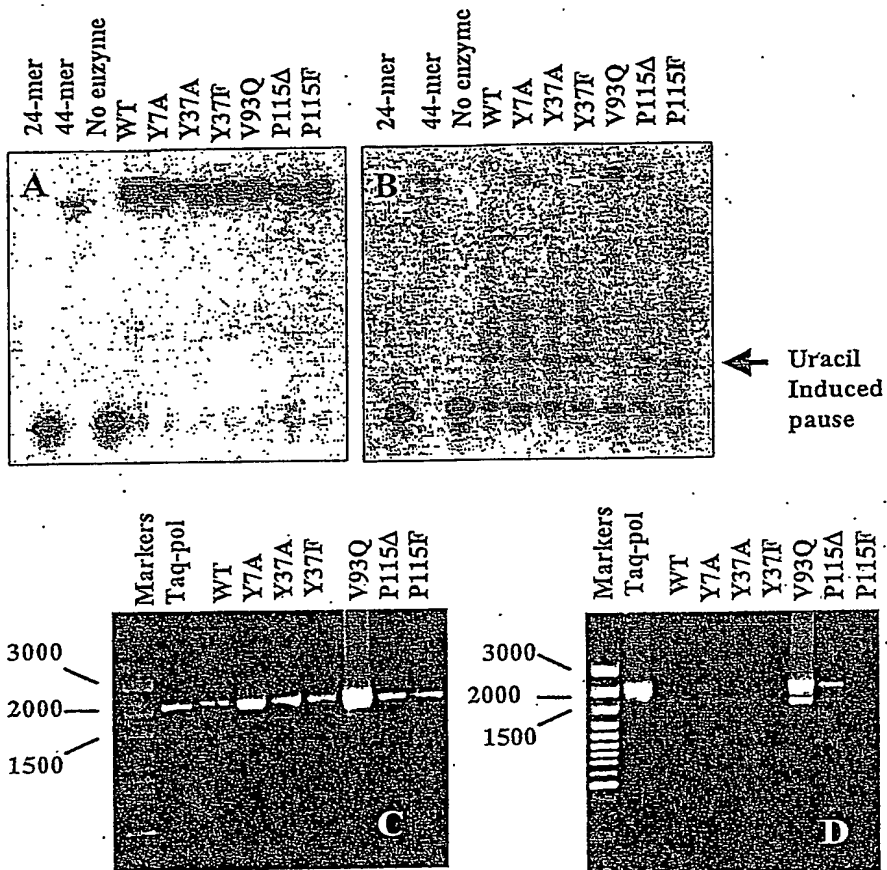 24-mer
44-mer
No enzyme
WT
Y7A
Y37A
Y37F
V93Q
P115Δ
P115F
24-mer
44-mer
No enzyme
WT
Y7A
Y37A
Y37F
V93Q
P115Δ
P115F
A
B
Uracil
Induced
pause
Markers
Taq-pol
WT
Y7A
Y37A
Y37F
V93Q
P115Δ
P115F
Markers
Taq-pol
WT
Y7A
Y37A
Y37F
V93Q
P115Δ
P115F
3000
2000
1500
3000
2000
1500
C
D